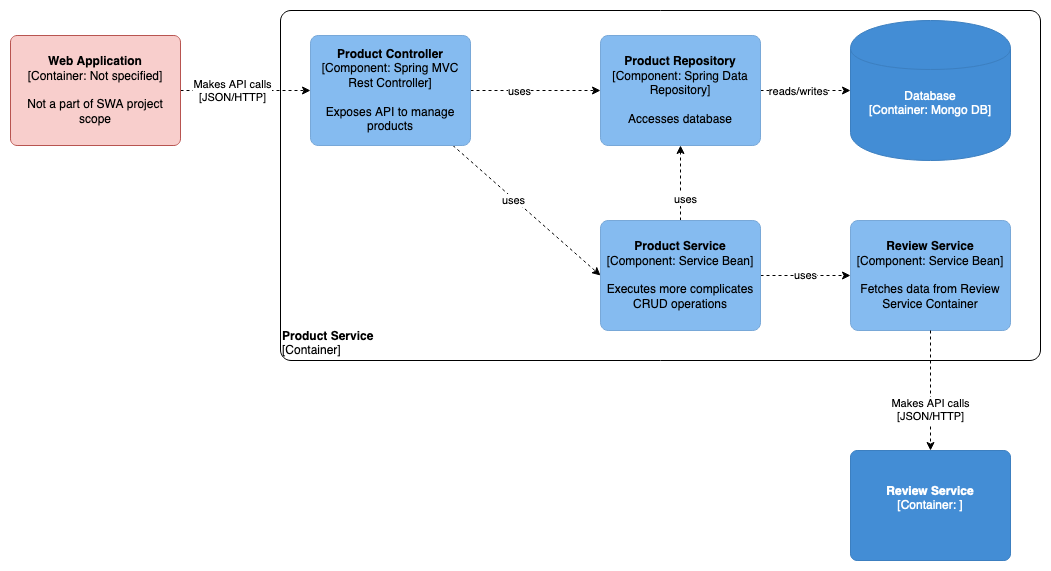 Web Application
[Container: Not specified]
Not a part of SWA project
scope
Makes API calls
[JSON/HTTP]
Product Controller
[Component: Spring MVC
Rest Controller]
Exposes API to manage
products
uses
Product Repository
[Component: Spring Data
Repository]
Accesses database
reads/writes
Database
[Container: Mongo DB]
uses
uses
Product Service
[Component: Service Bean]
Executes more complicates
CRUD operations
uses
Review Service
[Component: Service Bean]
Fetches data from Review
Service Container
Product Service
[Container]
Makes API calls
[JSON/HTTP]
Review Service
[Container: ]